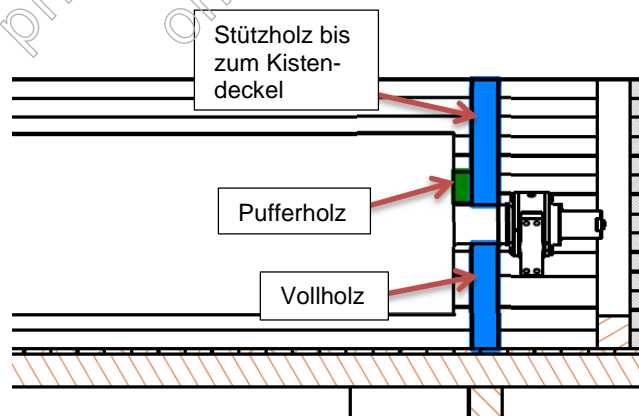 Stützholz bis
zum Kisten-
deckel
Pufferholz
Vollholz